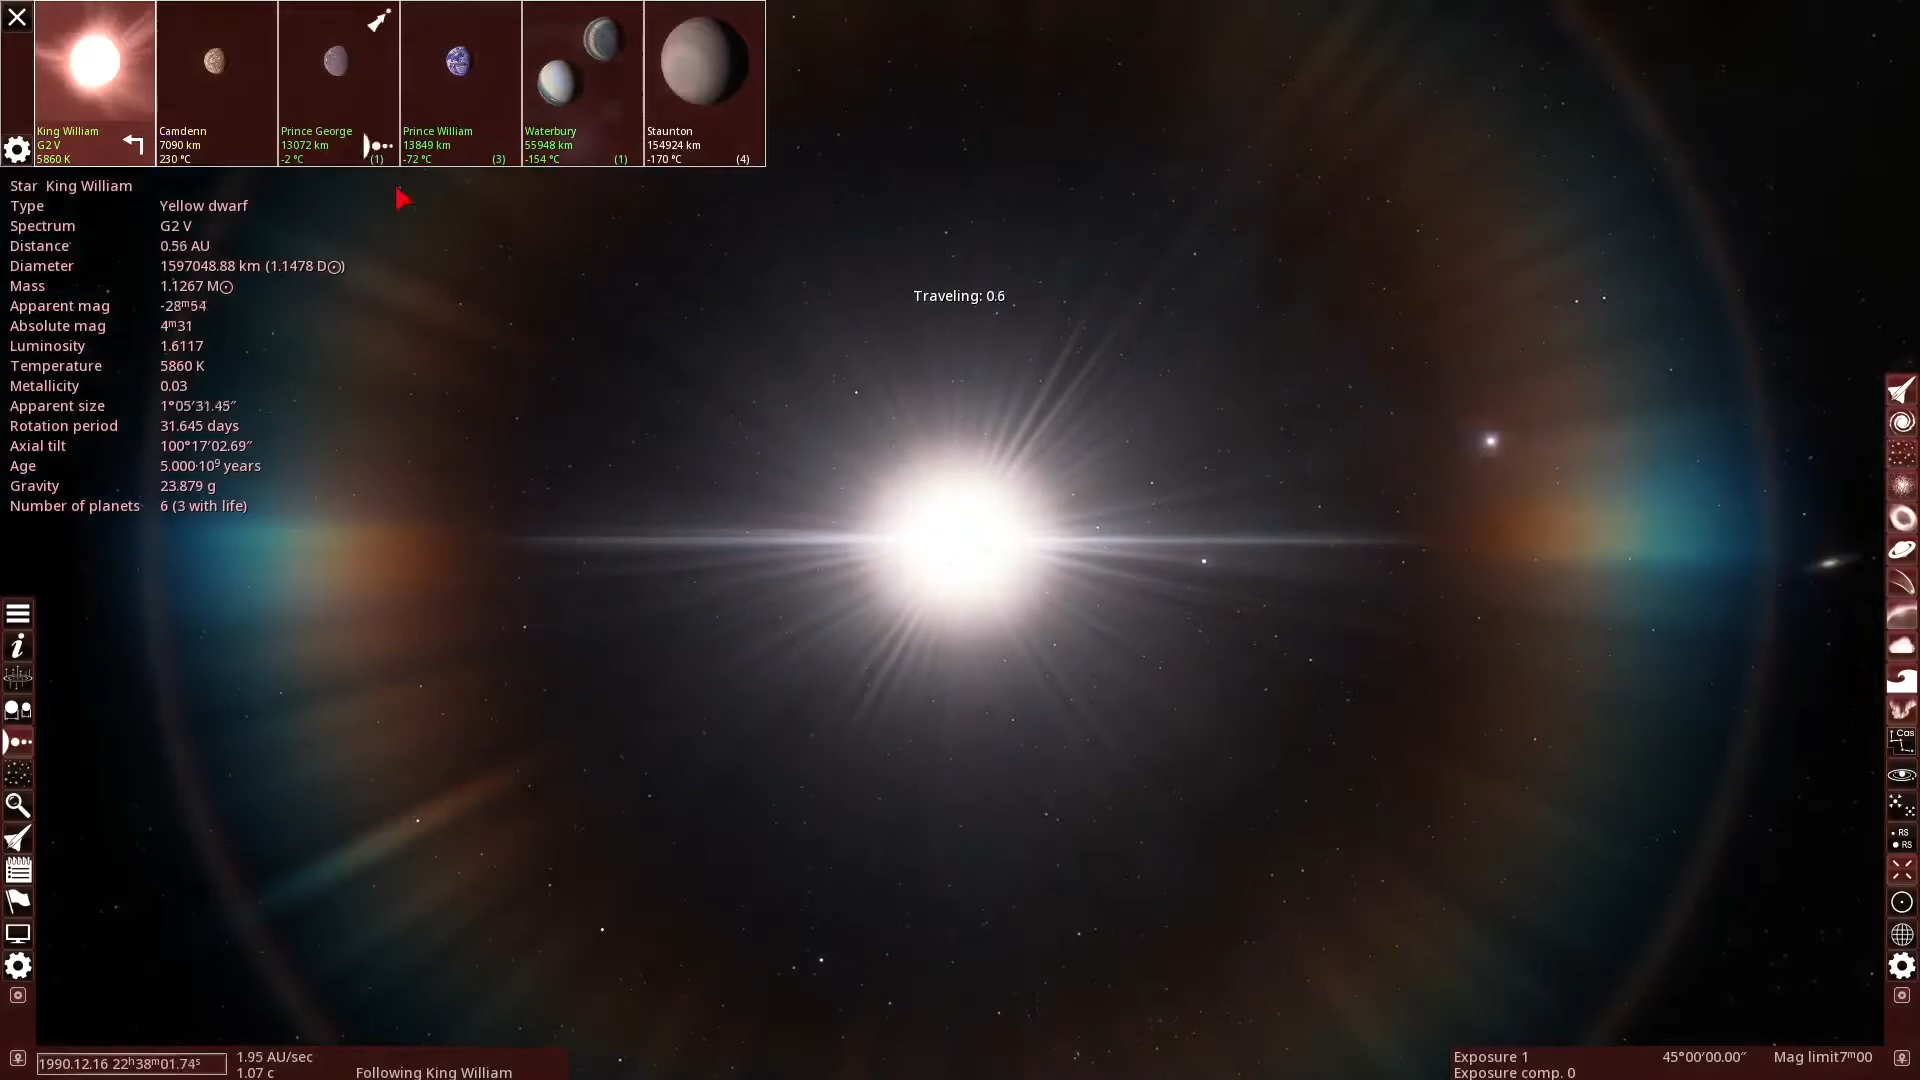 King William
G2 V
5860 K
Camdenn
7090 km
230 °C
Prince George
13072 km
-2 °C (1)
Prince William
13849 km
-72 °C (3)
Waterbury
55948 km
-154 °C (1)
Staunton
154924 km
-170 °C (4)
Star King William
Type Yellow dwarf
Spectrum G2 V
Distance 0.56 AU
Diameter 1597048.88 km (1.1478 D☉)
Mass 1.1267 M☉
Apparent mag -28ᵐ54
Absolute mag 4ᵐ31
Luminosity 1.6117
Temperature 5860 K
Metallicity 0.03
Apparent size 1°05′31.45″
Rotation period 31.645 days
Axial tilt 100°17′02.69″
Age 5.000·10⁹ years
Gravity 23.879 g
Number of planets 6 (3 with life)
Traveling: 0.6
Cas
RS
RS
1990.12.16 22ʰ38ᵐ01.74ˢ
1.95 AU/sec
1.07 c
Following King William
Exposure 1
Exposure comp. 0
45°00′00.00″
Mag limit7ᵐ00